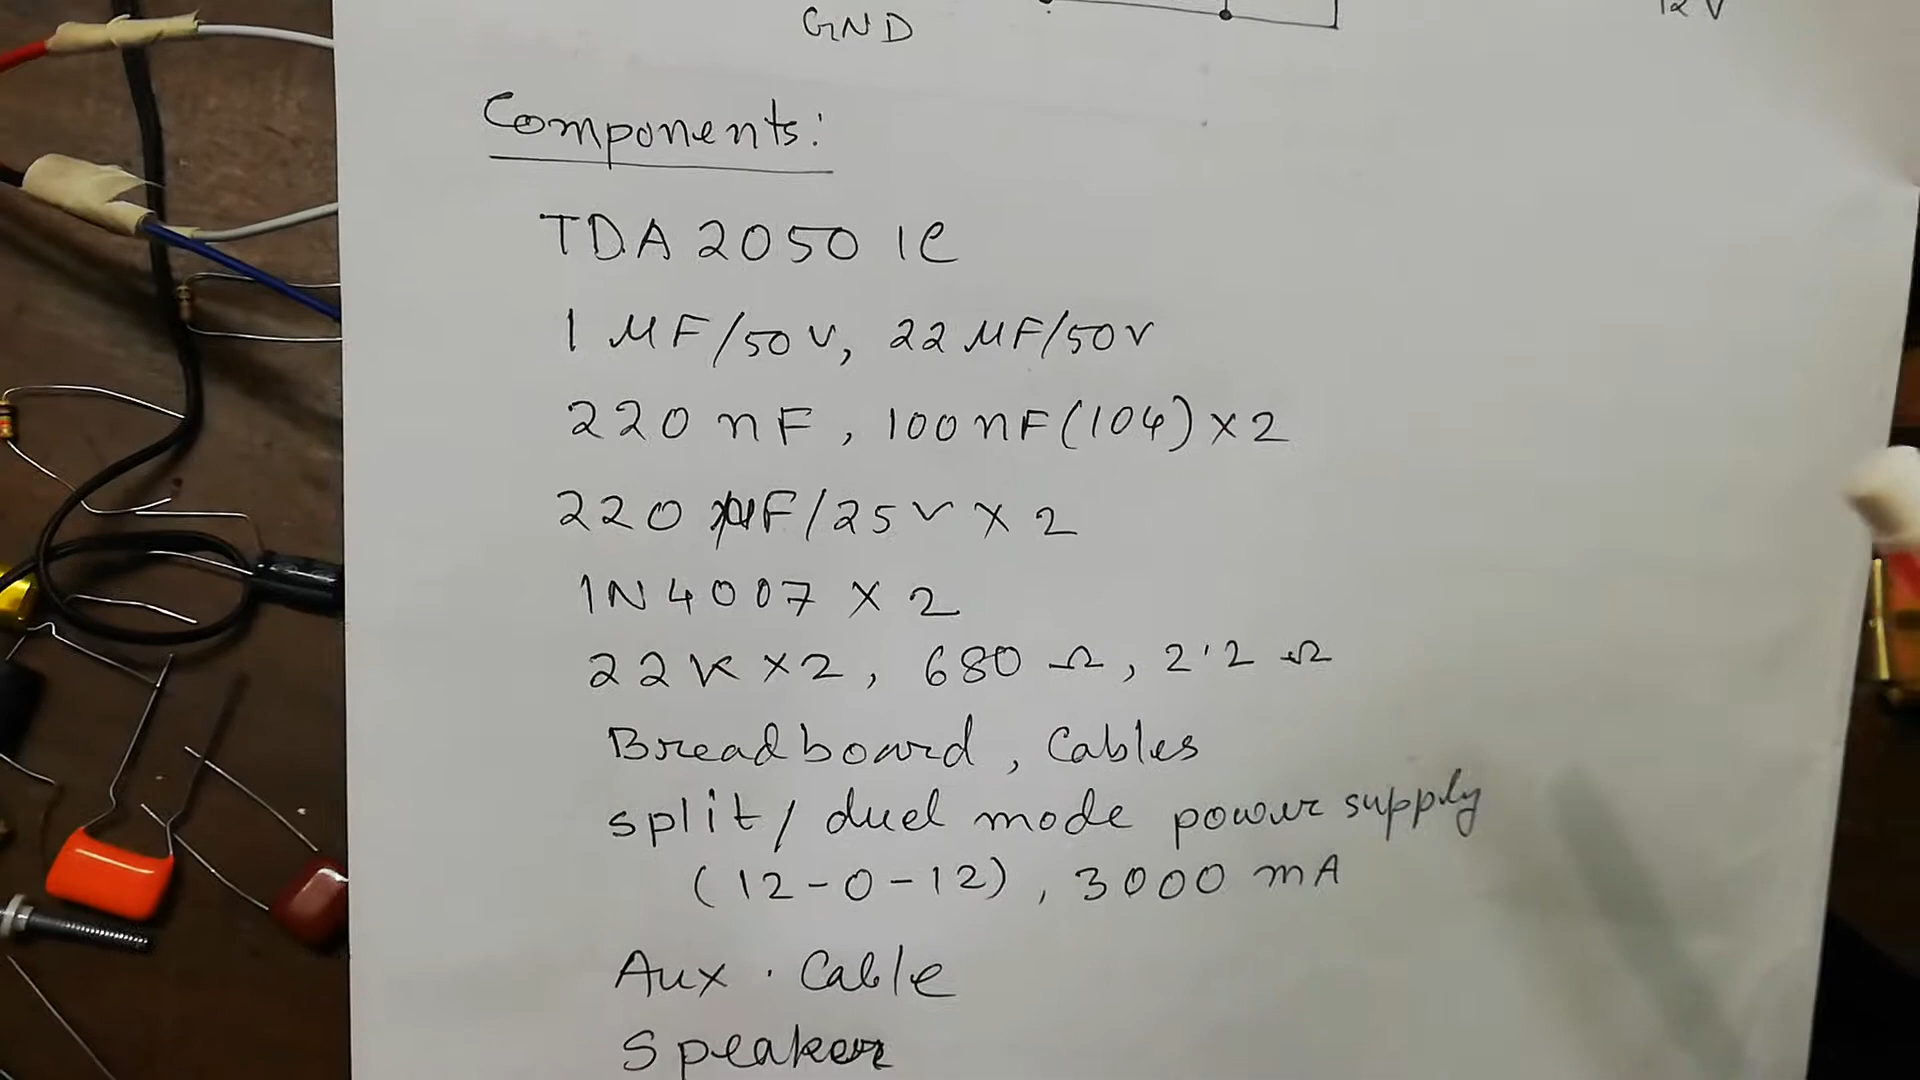 GND
12 V
Components:
TDA 2050 IC
1 μF/50v, 22 μF/50v
220 nF, 100nF(104) x 2
220 μF/25v x 2
1N4007 x 2
22K x2, 680 Ω, 2.2 Ω
Breadboard, Cables
split/ duel mode power supply
(12-0-12), 3000 mA
Aux. Cable
Speaker